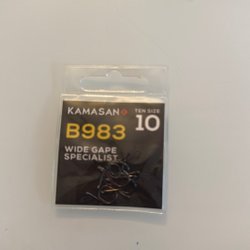 KAMASAN
TEN SIZE
10
B983
WIDE GAPE
SPECIALIST